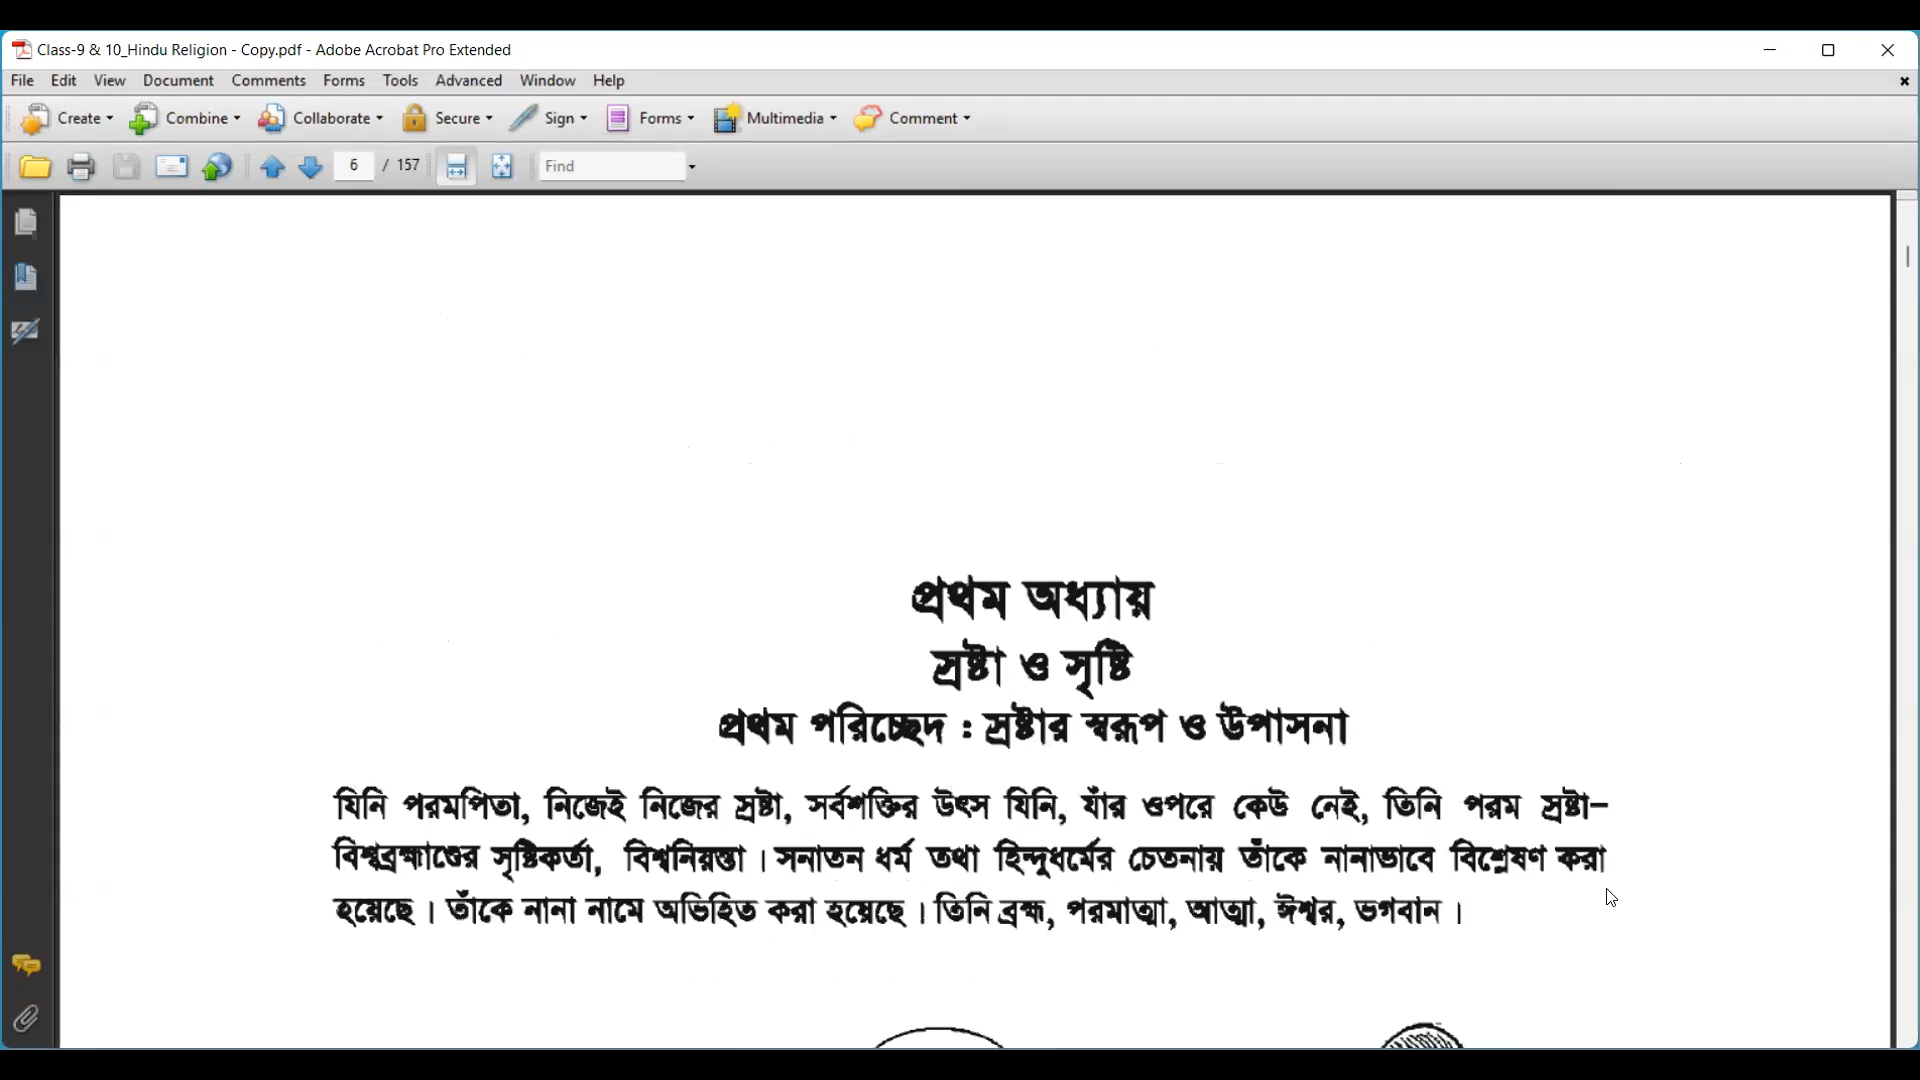 Class-9 & 10_Hindu Religion - Copy.pdf - Adobe Acrobat Pro Extended
File Edit View Document Comments Forms Tools Advanced Window Help
Create Combine Collaborate Secure Sign Forms Multimedia Comment
6 / 157 Find
প্রথম অধ্যায়
স্রষ্টা ও সৃষ্টি
প্রথম পরিচ্ছেদ : স্রষ্টার স্বরূপ ও উপাসনা
যিনি পরমপিতা, নিজেই নিজের স্রষ্টা, সর্বশক্তির উৎস যিনি, যাঁর ওপরে কেউ নেই, তিনি পরম স্রষ্টা–
বিশ্বব্রহ্মাণ্ডের সৃষ্টিকর্তা, বিশ্বনিয়ন্তা। সনাতন ধর্ম তথা হিন্দুধর্মের চেতনায় তাঁকে নানাভাবে বিশ্লেষণ করা
হয়েছে। তাঁকে নানা নামে অভিহিত করা হয়েছে। তিনি ব্রহ্ম, পরমাত্মা, আত্মা, ঈশ্বর, ভগবান।